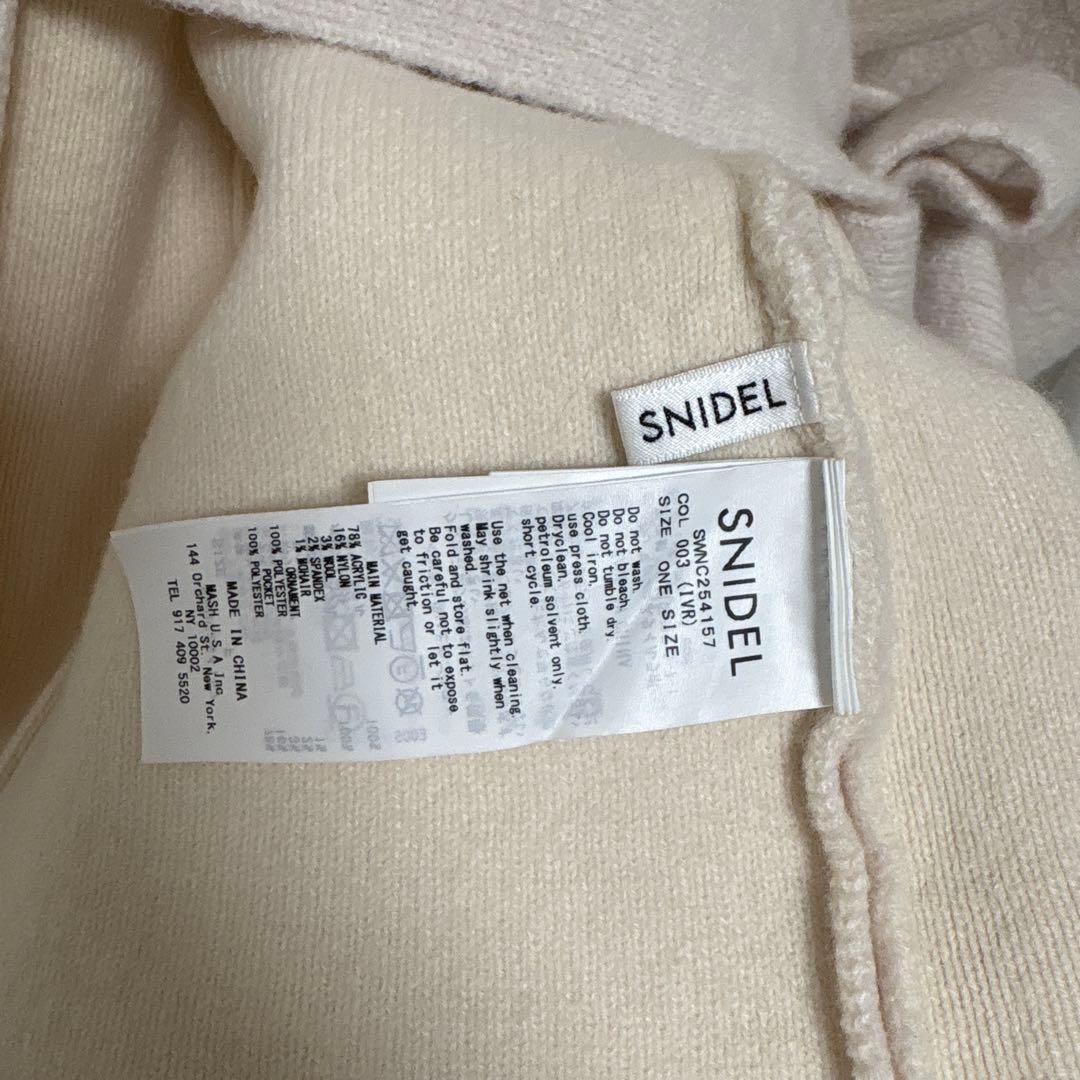 SNIDEL
SNIDEL
SWNC254157
COL 003 (IVR)
SIZE ONE SIZE
Do not wash.
Do not bleach.
Do not tumble dry.
Cool iron.
use press cloth.
Dryclean.
petroleum solvent only.
short cycle.
Use the net when cleaning.
May shrink slightly when
washed.
Fold and store flat.
Be careful not to expose
to friction or let it
get caught.
MAIN MATERIAL
78% ACRYLIC
16% NYLON
3% WOOL
2% SPANDEX
1% MOHAIR
ORNAMENT
100% POLYESTER
POCKET
100% POLYESTER
MADE IN CHINA
MASH U.S.A Inc
144 Orchard St. New York,
NY 10002
TEL 917 409 5520